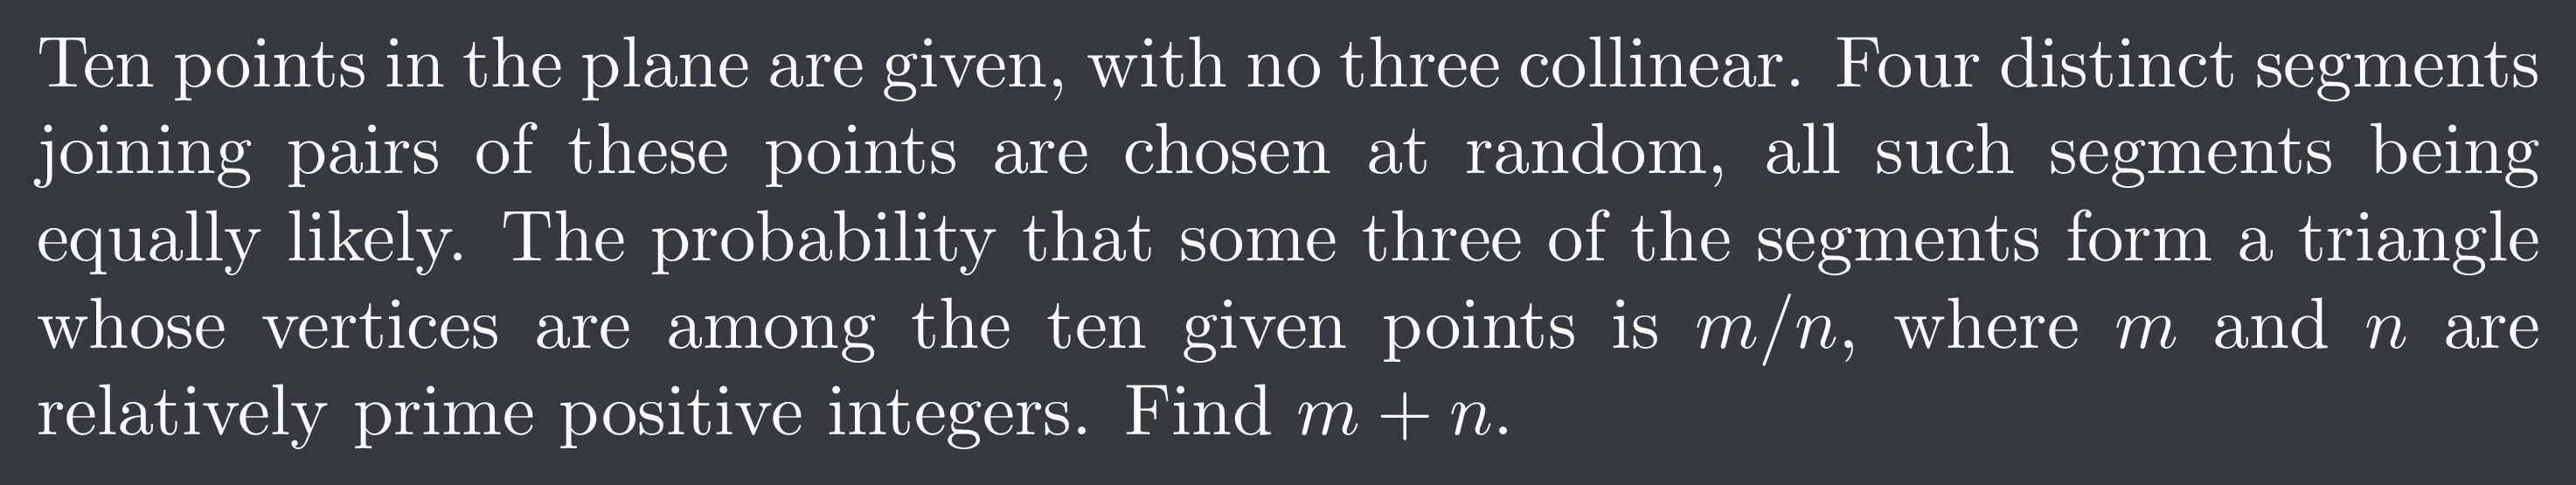 Ten points in the plane are given, with no three collinear. Four distinct segments
joining pairs of these points are chosen at random, all such segments being
equally likely. The probability that some three of the segments form a triangle
whose vertices are among the ten given points is m/n, where m and n are
relatively prime positive integers. Find m + n.